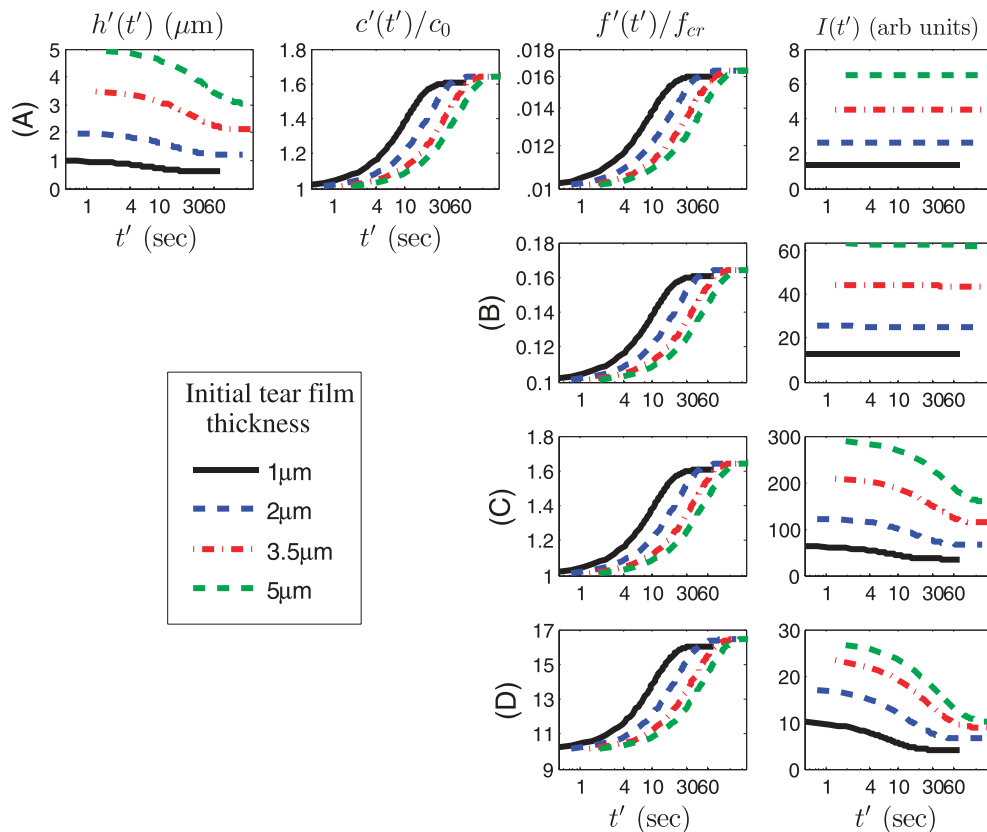 h′(t′) (μm)
c′(t′)/c₀
f′(t′)/f_cr
I(t′) (arb units)
(A)
5
4
3
2
1
0
1 4 10 3060
t′ (sec)
1.8
1.6
1.4
1.2
1
1 4 10 3060
t′ (sec)
.018
.016
.014
.012
.01
1 4 10 3060
8
6
4
2
0
1 4 10 3060
(B)
0.18
0.16
0.14
0.12
0.1
1 4 10 3060
60
40
20
0
1 4 10 3060
Initial tear film
thickness
1μm
2μm
3.5μm
5μm
(C)
1.8
1.6
1.4
1.2
1
1 4 10 3060
300
200
100
0
1 4 10 3060
(D)
17
15
13
11
9
1 4 10 3060
t′ (sec)
30
20
10
0
1 4 10 3060
t′ (sec)